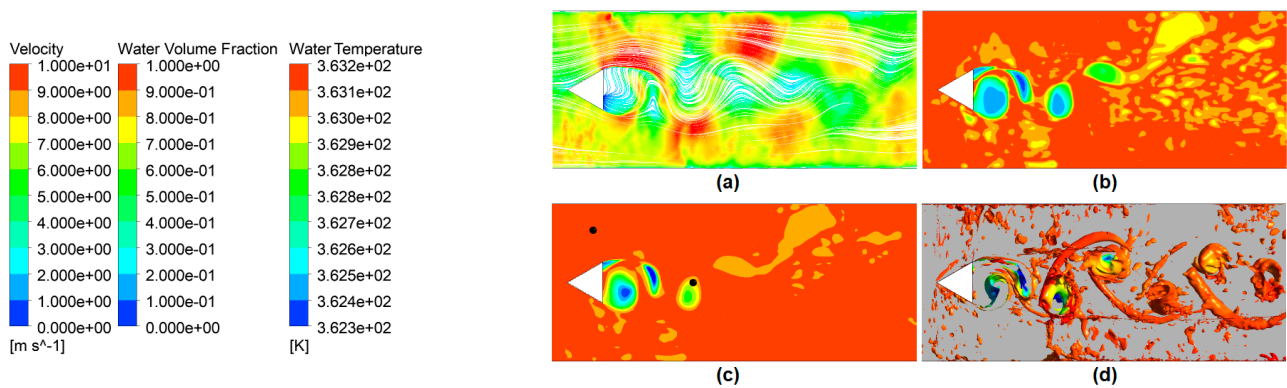 Velocity
1.000e+01
9.000e+00
8.000e+00
7.000e+00
6.000e+00
5.000e+00
4.000e+00
3.000e+00
2.000e+00
1.000e+00
0.000e+00
[m s^-1]
Water Volume Fraction
1.000e+00
9.000e-01
8.000e-01
7.000e-01
6.000e-01
5.000e-01
4.000e-01
3.000e-01
2.000e-01
1.000e-01
0.000e+00
Water Temperature
3.632e+02
3.631e+02
3.630e+02
3.629e+02
3.628e+02
3.628e+02
3.627e+02
3.626e+02
3.625e+02
3.624e+02
3.623e+02
[K]
(a)
(b)
(c)
(d)